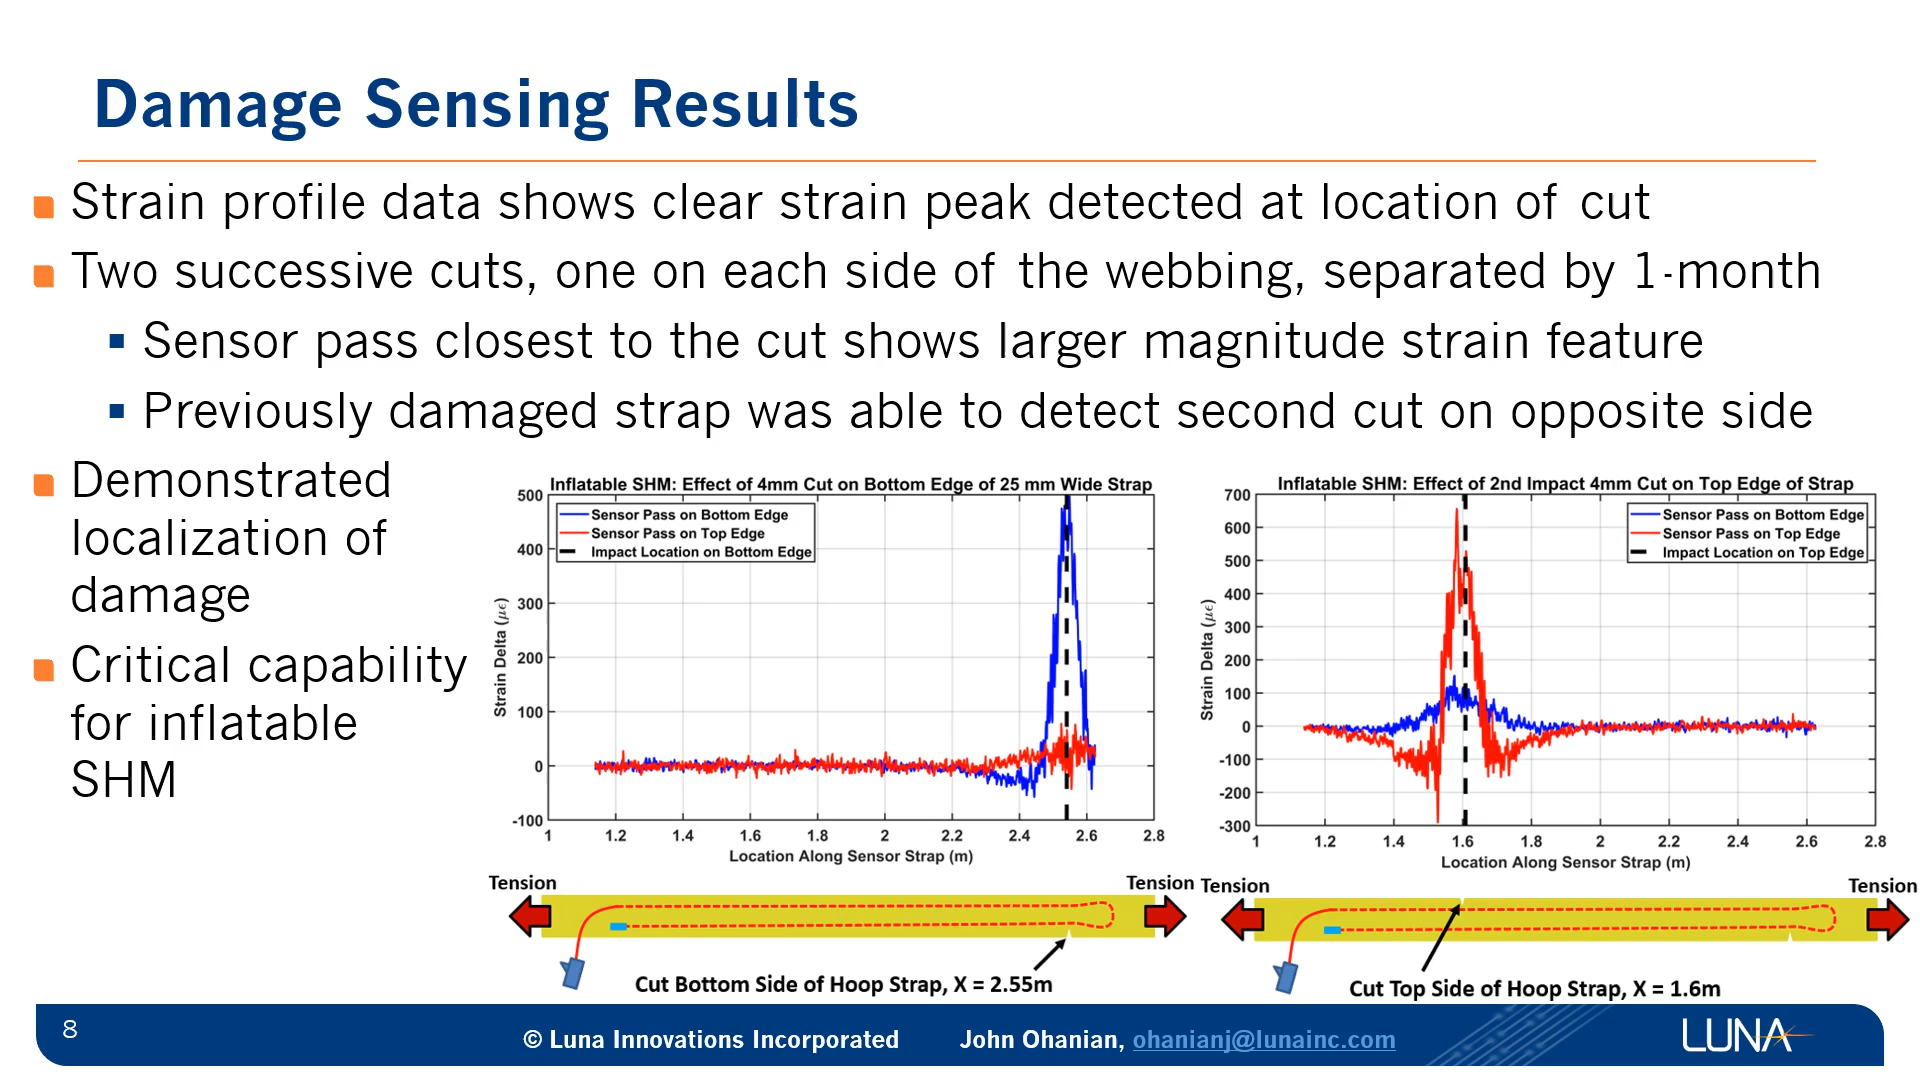 Damage Sensing Results
Strain profile data shows clear strain peak detected at location of cut
Two successive cuts, one on each side of the webbing, separated by 1-month
Sensor pass closest to the cut shows larger magnitude strain feature
Previously damaged strap was able to detect second cut on opposite side
Demonstrated
localization of
damage
Critical capability
for inflatable
SHM
Inflatable SHM: Effect of 4mm Cut on Bottom Edge of 25 mm Wide Strap
Sensor Pass on Bottom Edge
Sensor Pass on Top Edge
Impact Location on Bottom Edge
Strain Delta (με)
500
400
300
200
100
0
-100
1 1.2 1.4 1.6 1.8 2 2.2 2.4 2.6 2.8
Location Along Sensor Strap (m)
Tension
Tension
Cut Bottom Side of Hoop Strap, X = 2.55m
Inflatable SHM: Effect of 2nd Impact 4mm Cut on Top Edge of Strap
Sensor Pass on Bottom Edge
Sensor Pass on Top Edge
Impact Location on Top Edge
Strain Delta (με)
700
600
500
400
300
200
100
0
-100
-200
-300
1 1.2 1.4 1.6 1.8 2 2.2 2.4 2.6 2.8
Location Along Sensor Strap (m)
Tension
Tension
Cut Top Side of Hoop Strap, X = 1.6m
8
© Luna Innovations Incorporated John Ohanian, ohanianj@lunainc.com
LUNA